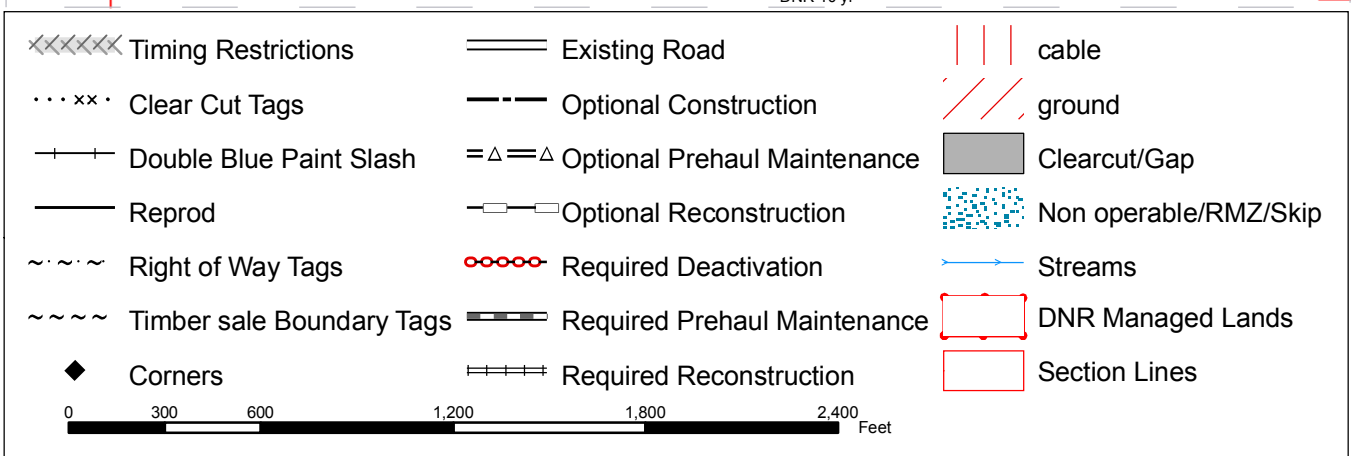 Timing Restrictions
Clear Cut Tags
Double Blue Paint Slash
Reprod
Right of Way Tags
Timber sale Boundary Tags
Corners
Existing Road
Optional Construction
Optional Prehaul Maintenance
Optional Reconstruction
Required Deactivation
Required Prehaul Maintenance
Required Reconstruction
cable
ground
Clearcut/Gap
Non operable/RMZ/Skip
Streams
DNR Managed Lands
Section Lines
0 300 600 1,200 1,800 2,400
Feet